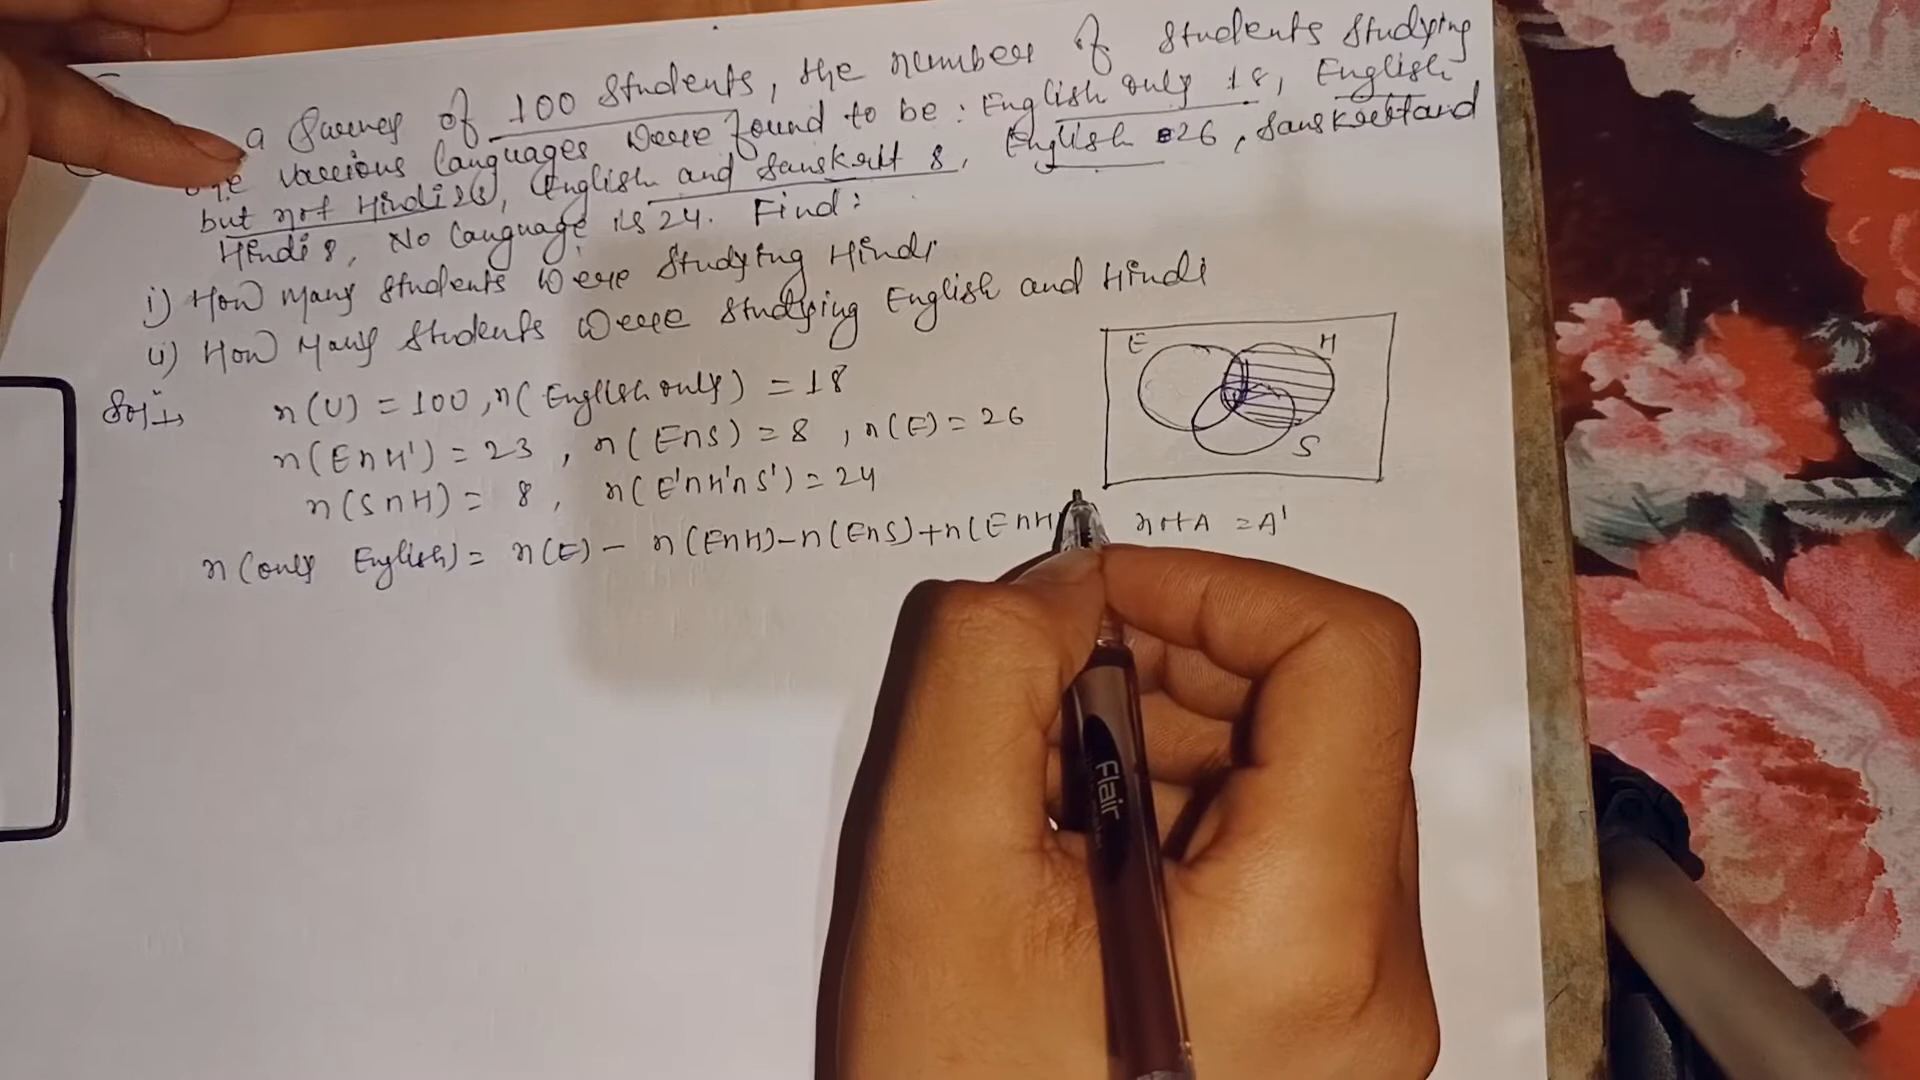 a Survey of 100 Students, the number of Students Studying
the various languages were found to be : English only 18, English
but not Hindi 23, English and Sanskrit 8, English 26, Sanskrit and
Hindi 8, No language is 24. Find :
i) How Many Students were Studying Hindi
ii) How Many Students were Studying English and Hindi
E H
S
Sol:→ n(U) = 100, n(English only) = 18
n(E∩H') = 23, n(E∩S) = 8, n(E) = 26
n(S∩H) = 8, n(E'∩H'∩S') = 24
n(only English) = n(E) - n(E∩H) - n(E∩S) + n(E∩H
= A'
Flair